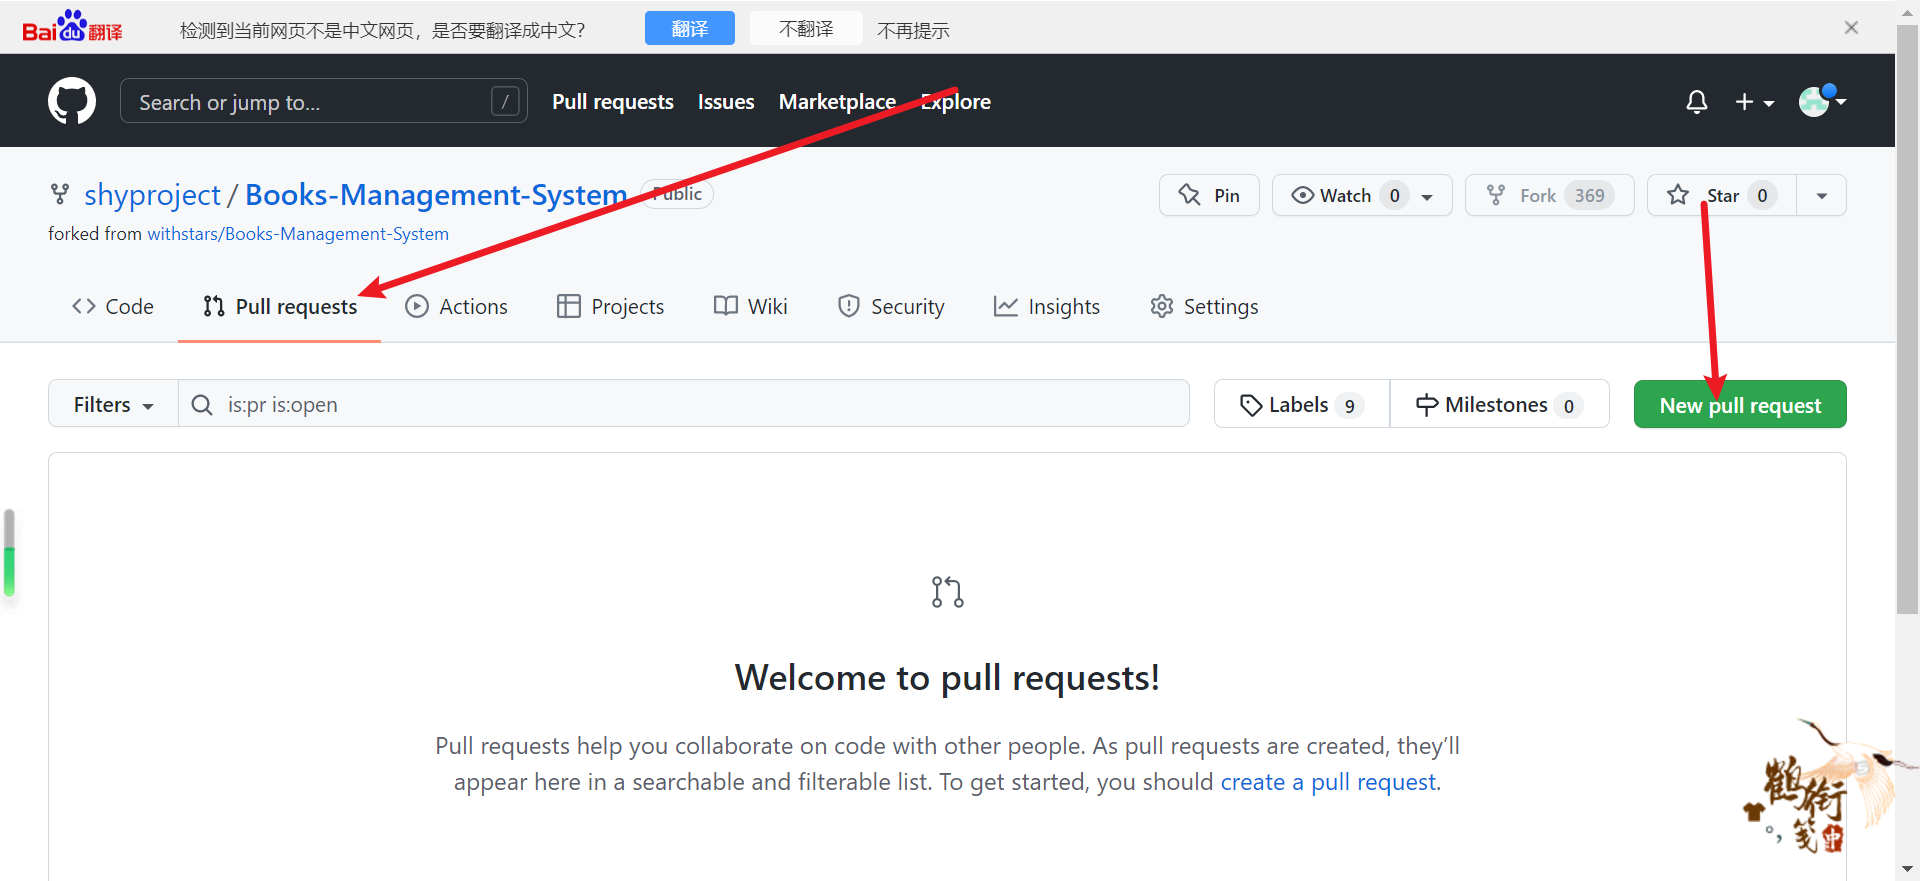 Bai du 翻译
检测到当前网页不是中文网页，是否要翻译成中文？
翻译
不翻译
不再提示
Search or jump to...
/
Pull requests
Issues
Marketplace
Explore
shyproject / Books-Management-System
Public
Pin
Watch 0
Fork 369
Star 0
forked from withstars/Books-Management-System
Code
Pull requests
Actions
Projects
Wiki
Security
Insights
Settings
Filters
is:pr is:open
Labels 9
Milestones 0
New pull request
Welcome to pull requests!
Pull requests help you collaborate on code with other people. As pull requests are created, they’ll
appear here in a searchable and filterable list. To get started, you should create a pull request.
鹤衔
笺中